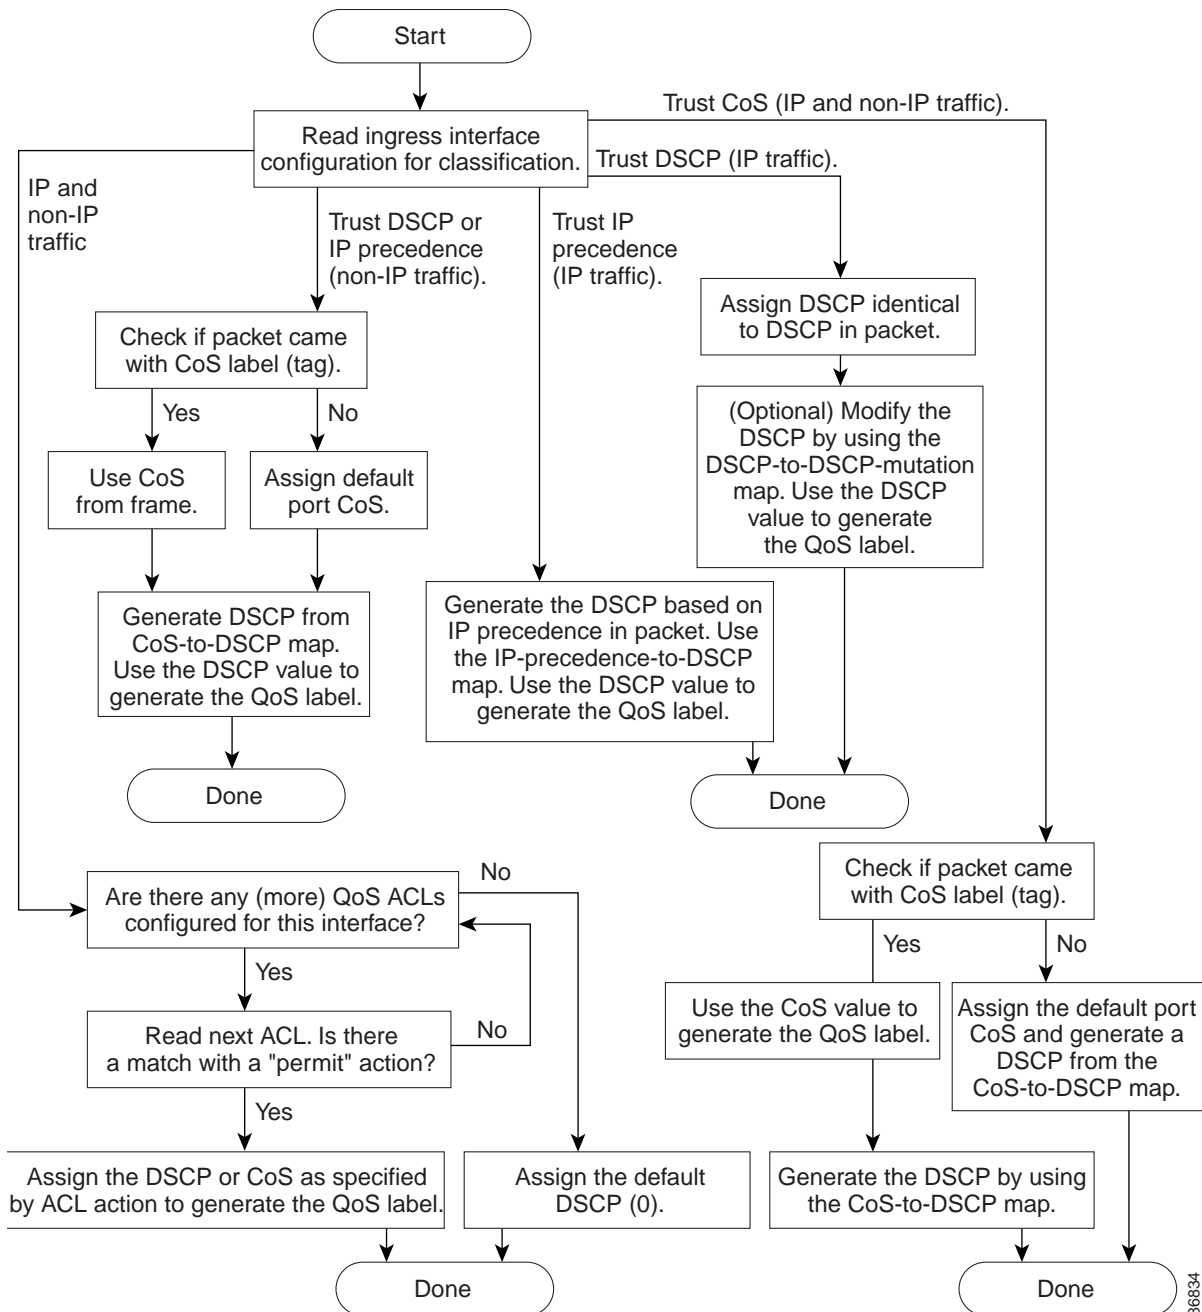 Start
Trust CoS (IP and non-IP traffic).
Read ingress interface
configuration for classification.
Trust DSCP (IP traffic).
IP and
non-IP
traffic
Trust DSCP or
IP precedence
(non-IP traffic).
Trust IP
precedence
(IP traffic).
Assign DSCP identical
to DSCP in packet.
Check if packet came
with CoS label (tag).
Yes
No
(Optional) Modify the
DSCP by using the
DSCP-to-DSCP-mutation
map. Use the DSCP
value to generate
the QoS label.
Use CoS
from frame.
Assign default
port CoS.
Generate DSCP from
CoS-to-DSCP map.
Use the DSCP value to
generate the QoS label.
Generate the DSCP based on
IP precedence in packet. Use
the IP-precedence-to-DSCP
map. Use the DSCP value to
generate the QoS label.
Done
Done
Are there any (more) QoS ACLs
configured for this interface?
No
Yes
Read next ACL. Is there
a match with a "permit" action?
No
Yes
Assign the DSCP or CoS as specified
by ACL action to generate the QoS label.
Assign the default
DSCP (0).
Done
Check if packet came
with CoS label (tag).
Yes
No
Use the CoS value to
generate the QoS label.
Assign the default port
CoS and generate a
DSCP from the
CoS-to-DSCP map.
Generate the DSCP by using
the CoS-to-DSCP map.
Done